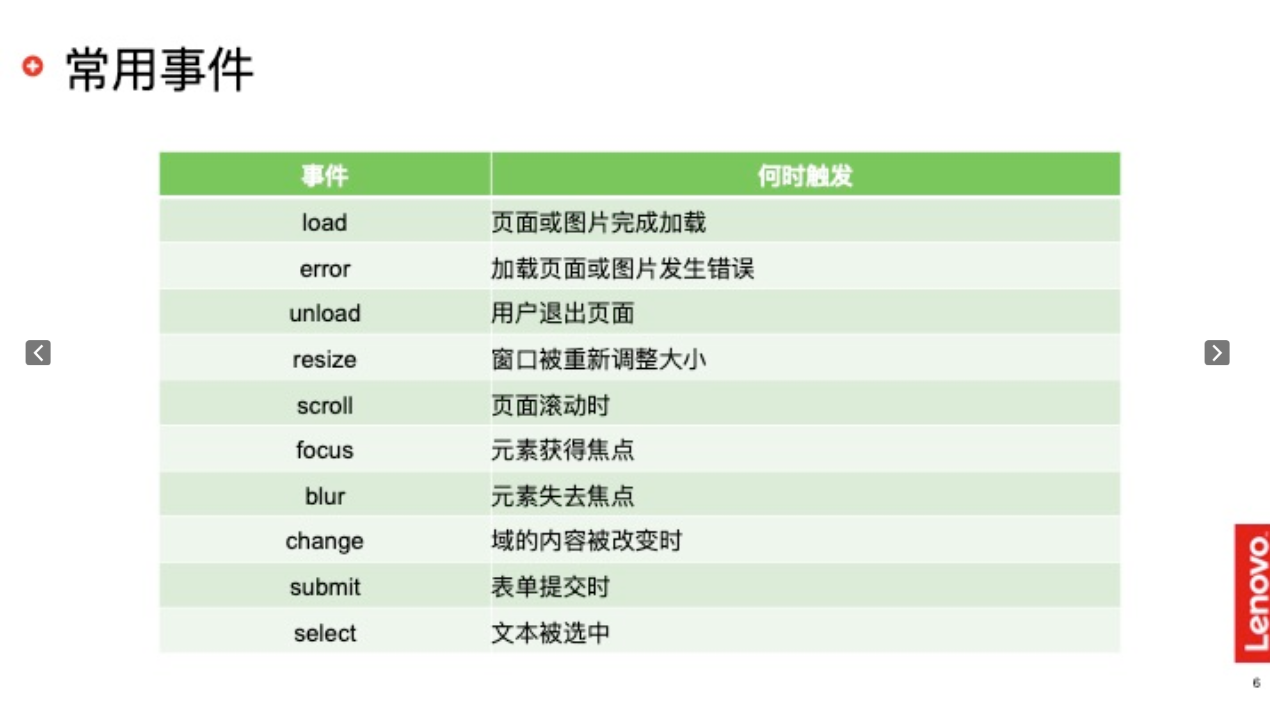 常用事件
事件 何时触发
load 页面或图片完成加载
error 加载页面或图片发生错误
unload 用户退出页面
resize 窗口被重新调整大小
scroll 页面滚动时
focus 元素获得焦点
blur 元素失去焦点
change 域的内容被改变时
submit 表单提交时
select 文本被选中
Lenovo
6